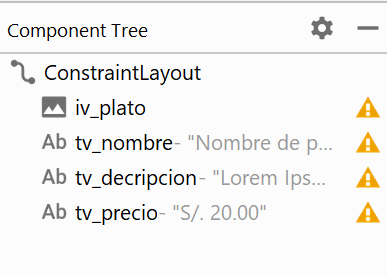 Component Tree
ConstraintLayout
iv_plato
Ab tv_nombre- "Nombre de p...
Ab tv_decripcion- "Lorem Ips...
Ab tv_precio- "S/. 20.00"